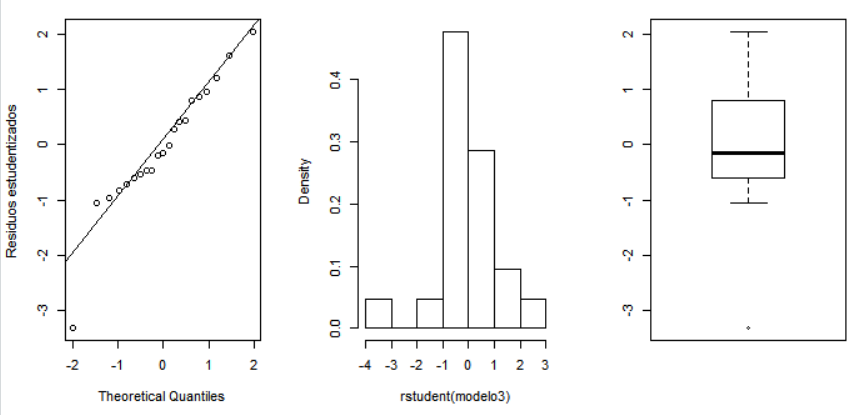 Residuos estudentizados
2
1
0
-1
-2
-3
-2 -1 0 1 2
Theoretical Quantiles
Density
0.4
0.3
0.2
0.1
0.0
-4 -3 -2 -1 0 1 2 3
rstudent(modelo3)
2
1
0
-1
-2
-3